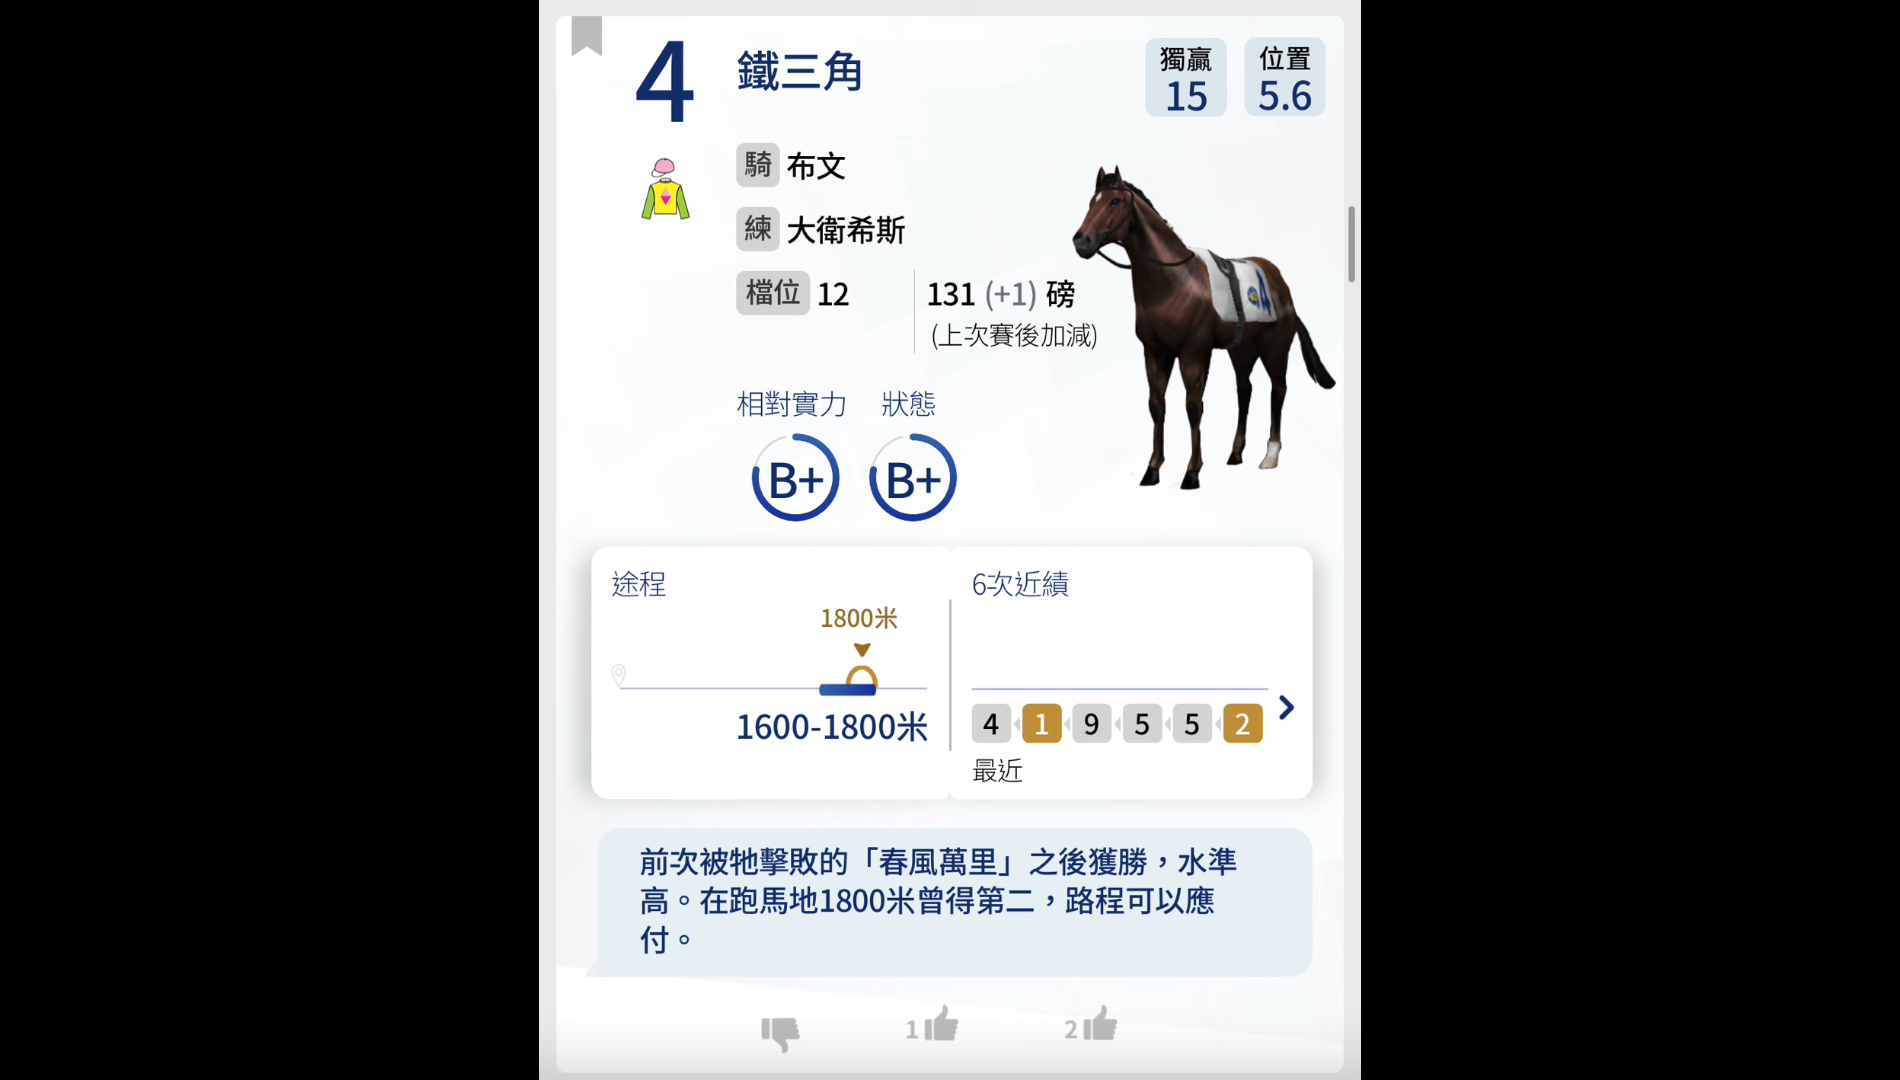 4
鐵三角
獨贏
15
位置
5.6
騎 布文
練 大衛希斯
檔位 12
131 (+1) 磅
(上次賽後加減)
4
相對實力
狀態
B+
B+
途程
1800米
1600-1800米
6次近績
4 1 9 5 5 2
最近
前次被牠擊敗的「春風萬里」之後獲勝，水準
高。在跑馬地1800米曾得第二，路程可以應
付。
1
2